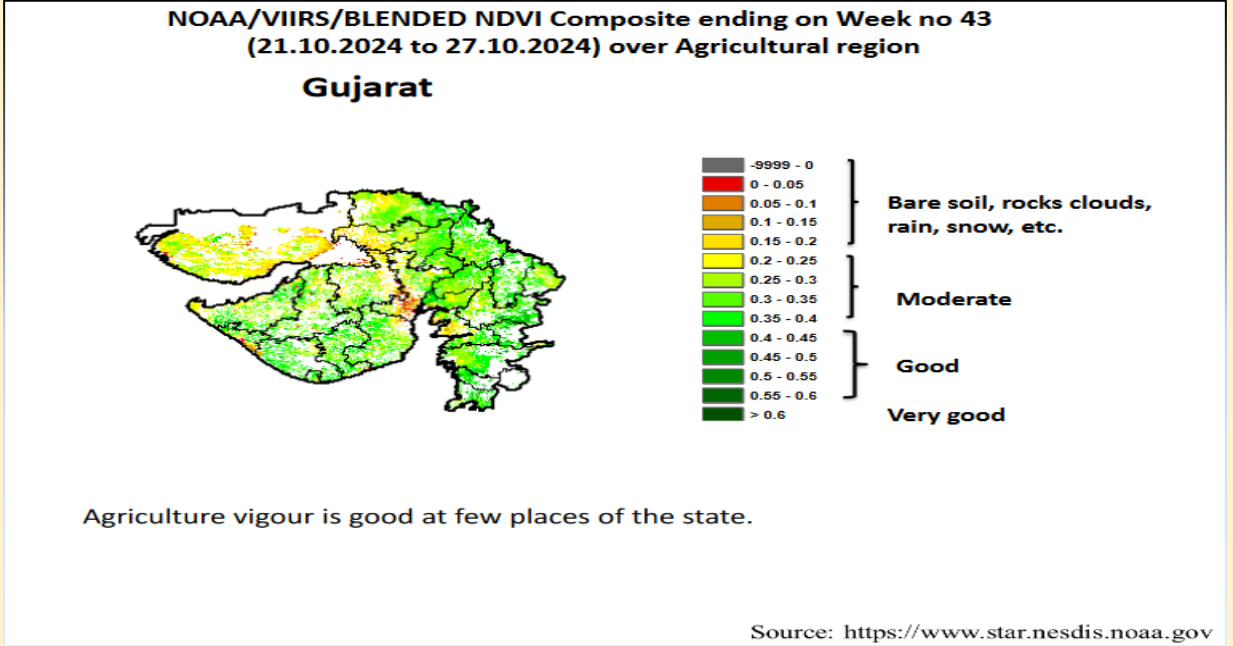 NOAA/VIIRS/BLENDED NDVI Composite ending on Week no 43
(21.10.2024 to 27.10.2024) over Agricultural region
Gujarat
-9999 - 0
0 - 0.05
0.05 - 0.1
0.1 - 0.15
0.15 - 0.2
0.2 - 0.25
0.25 - 0.3
0.3 - 0.35
0.35 - 0.4
0.4 - 0.45
0.45 - 0.5
0.5 - 0.55
0.55 - 0.6
> 0.6
Bare soil, rocks clouds,
rain, snow, etc.
Moderate
Good
Very good
Agriculture vigour is good at few places of the state.
Source: https://www.star.nesdis.noaa.gov